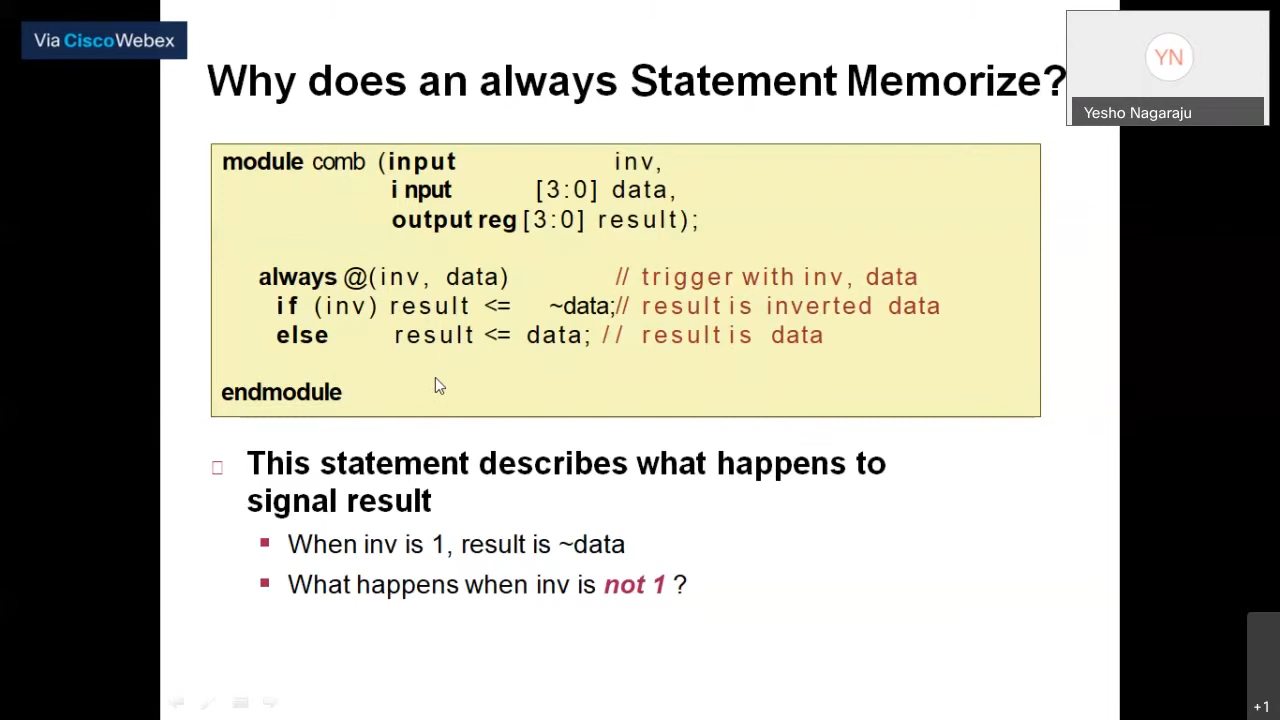 Via CiscoWebex
YN
Yesho Nagaraju
Why does an always Statement Memorize?
module comb (input inv,
i nput [3:0] data,
output reg [3:0] result);
always @(inv, data) // trigger with inv, data
if (inv) result <= ~data;// result is inverted data
else result <= data; // result is data
endmodule
This statement describes what happens to
signal result
When inv is 1, result is ~data
What happens when inv is not 1 ?
+1